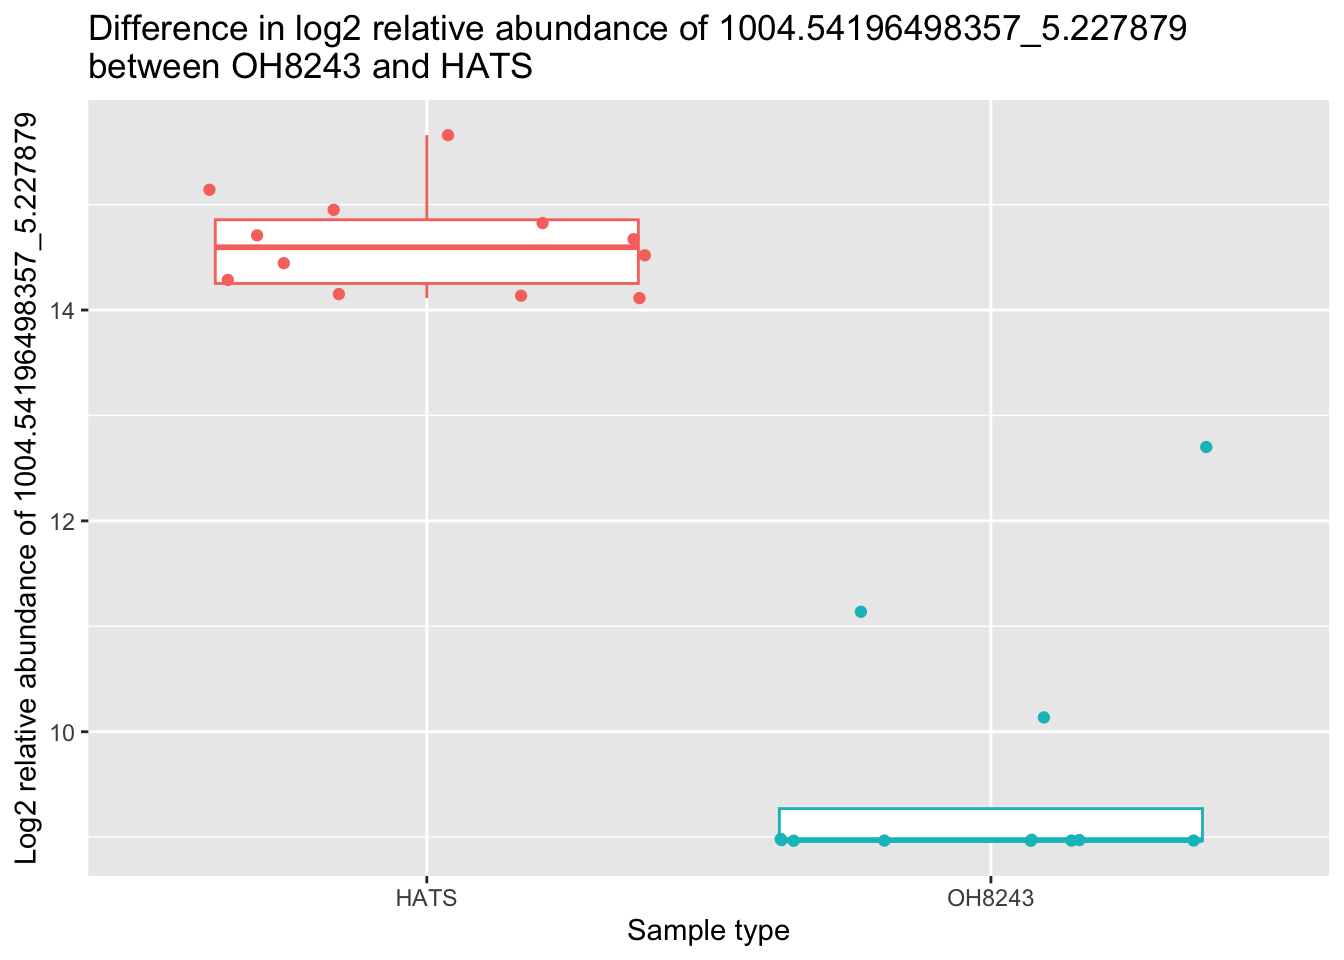 Difference in log2 relative abundance of 1004.54196498357_5.227879
between OH8243 and HATS
Log2 relative abundance of 1004.54196498357_5.227879
14
12
10
HATS
OH8243
Sample type